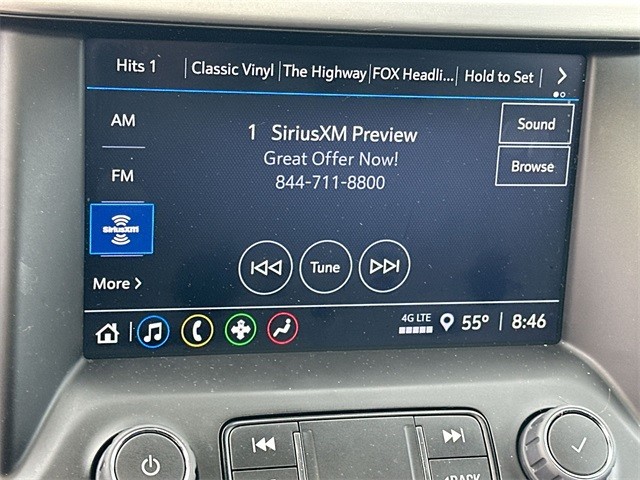 Hits 1 Classic Vinyl The Highway FOX Headli... Hold to Set
AM
1 SiriusXM Preview
Sound
Great Offer Now!
Browse
FM
844-711-8800
SiriusXM
Tune
More
4G LTE
55° 8:46
BACK